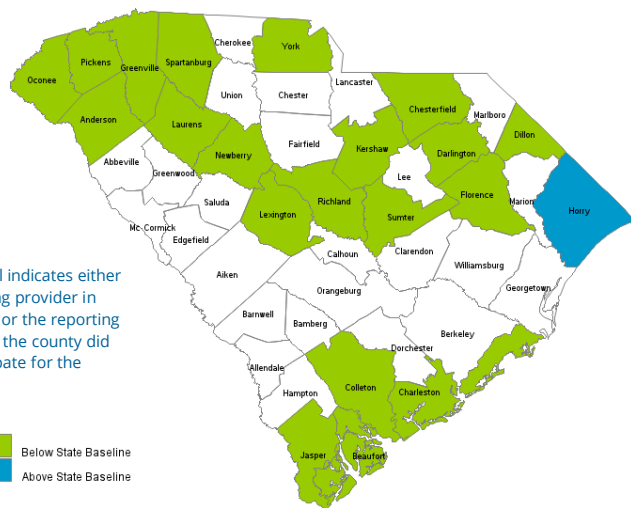 Cherokee
York
Pickens
Greenville
Spartanburg
Oconee
Union
Chester
Lancaster
Chesterfield
Marlboro
Anderson
Laurens
Dillon
Fairfield
Kershaw
Darlington
Newberry
Abbeville
Greenwood
Lee
Florence
Marion
Horry
Saluda
Lexington
Richland
Sumter
Mc Cormick
Edgefield
Calhoun
Clarendon
Williamsburg
Aiken
Georgetown
Orangeburg
Barnwell
Bamberg
Berkeley
Dorchester
Allendale
Colleton
Charleston
Hampton
Jasper
Beaufort
indicates either
provider in
or the reporting
the county did
for the
Below State Baseline
Above State Baseline